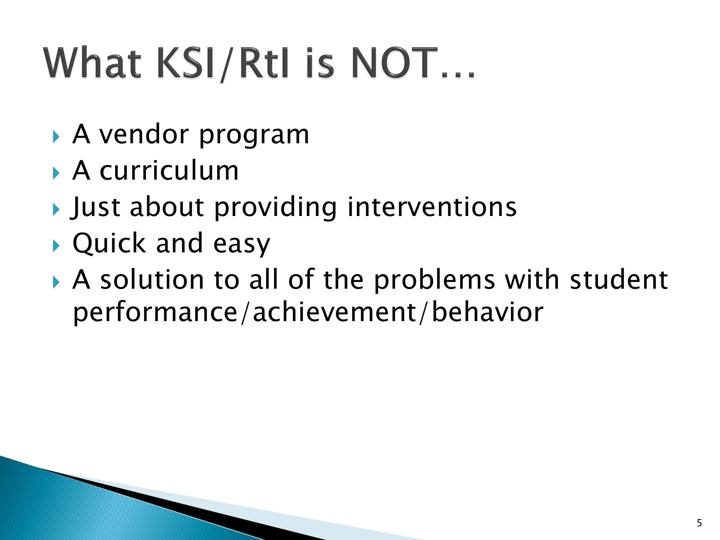 What KSI/RtI is NOT…
A vendor program
A curriculum
Just about providing interventions
Quick and easy
A solution to all of the problems with student
performance/achievement/behavior
5